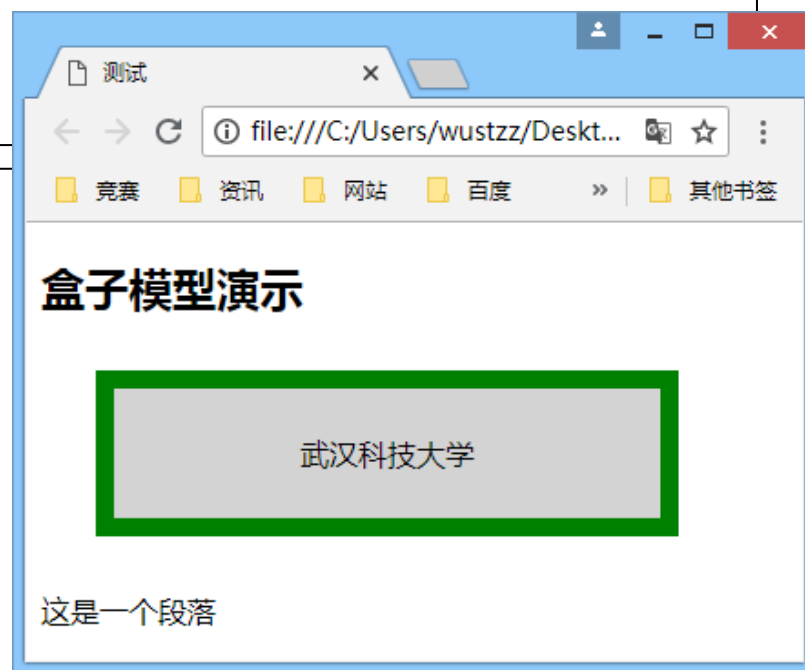 测试
file:///C:/Users/wustzz/Deskt...
竞赛 资讯 网站 百度 » 其他书签
盒子模型演示
武汉科技大学
这是一个段落